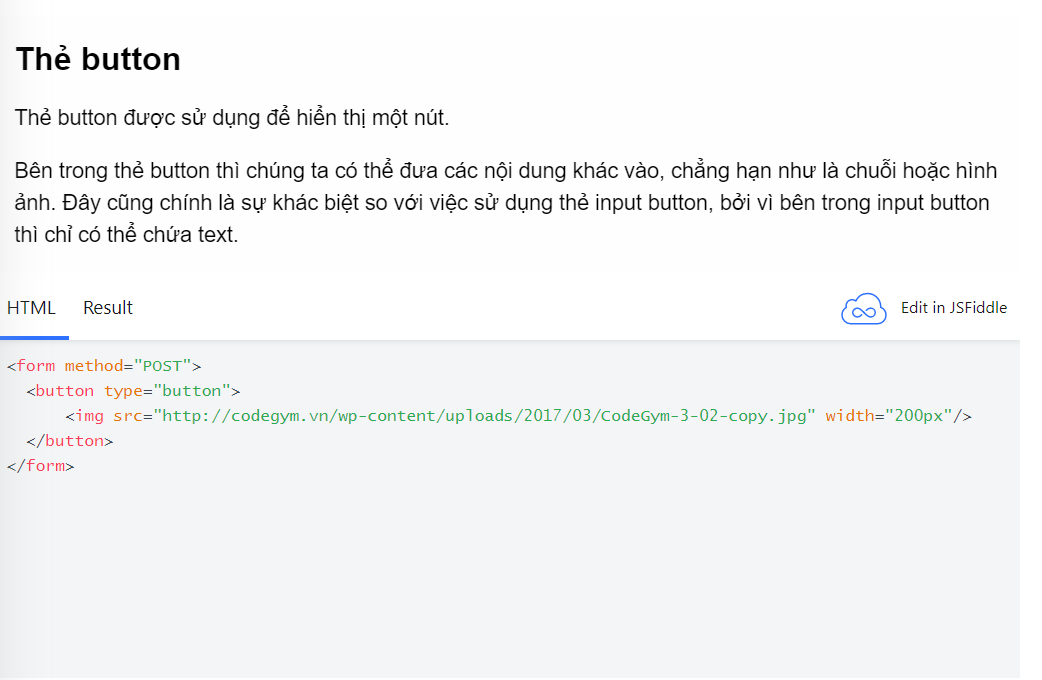 Thẻ button
Thẻ button được sử dụng để hiển thị một nút.
Bên trong thẻ button thì chúng ta có thể đưa các nội dung khác vào, chẳng hạn như là chuỗi hoặc hình
ảnh. Đây cũng chính là sự khác biệt so với việc sử dụng thẻ input button, bởi vì bên trong input button
thì chỉ có thể chứa text.
HTML Result Edit in JSFiddle
<form method="POST">
  <button type="button">
      <img src="http://codegym.vn/wp-content/uploads/2017/03/CodeGym-3-02-copy.jpg" width="200px"/>
  </button>
</form>